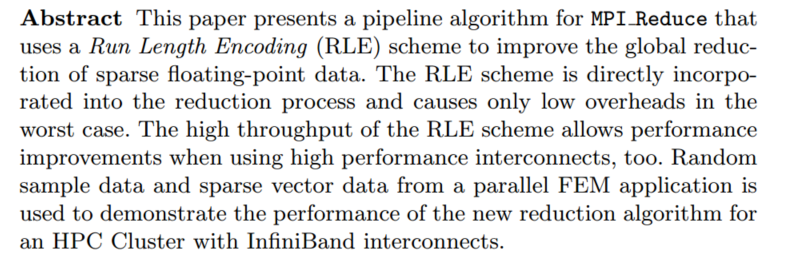 Abstract This paper presents a pipeline algorithm for MPI_Reduce that
uses a Run Length Encoding (RLE) scheme to improve the global reduc-
tion of sparse floating-point data. The RLE scheme is directly incorpo-
rated into the reduction process and causes only low overheads in the
worst case. The high throughput of the RLE scheme allows performance
improvements when using high performance interconnects, too. Random
sample data and sparse vector data from a parallel FEM application is
used to demonstrate the performance of the new reduction algorithm for
an HPC Cluster with InfiniBand interconnects.